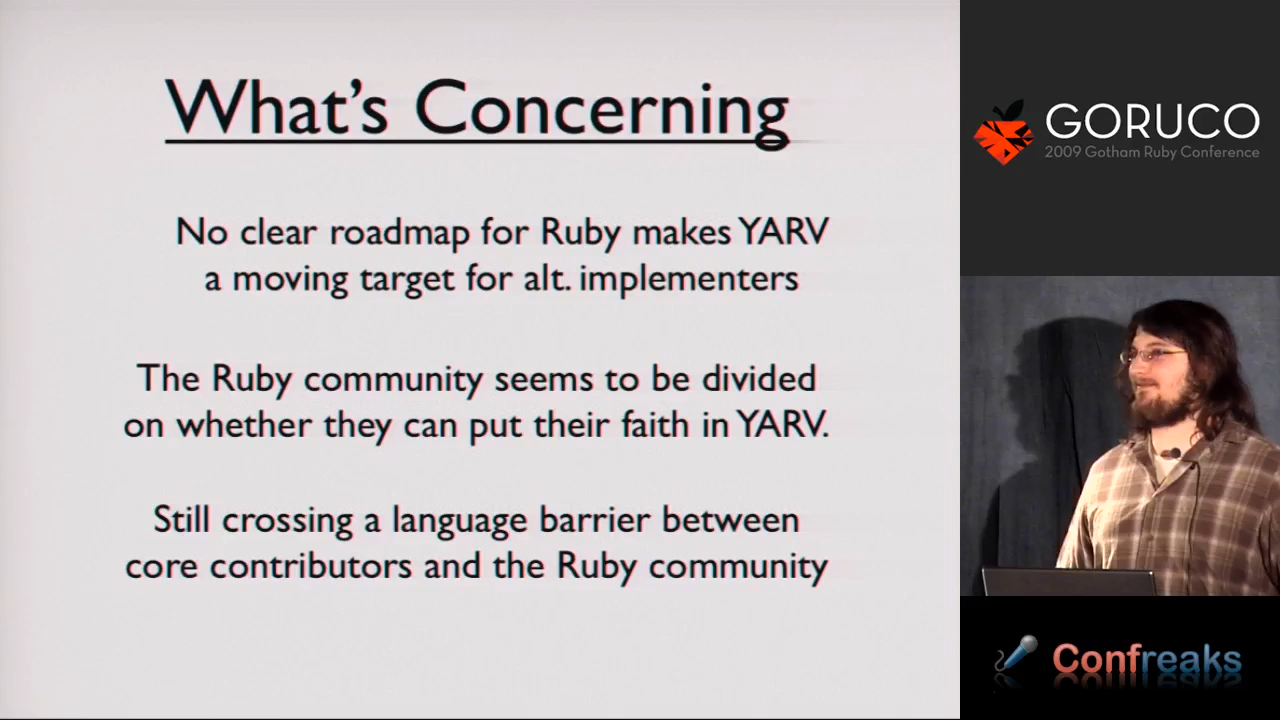 What's Concerning
No clear roadmap for Ruby makes YARV
a moving target for alt. implementers
The Ruby community seems to be divided
on whether they can put their faith in YARV.
Still crossing a language barrier between
core contributors and the Ruby community
GORUCO
2009 Gotham Ruby Conference
Confreaks